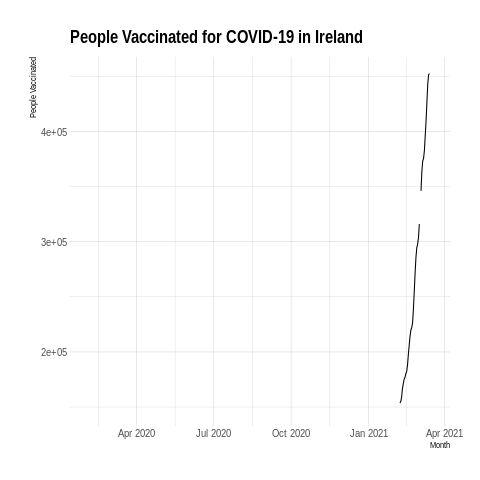 People Vaccinated for COVID-19 in Ireland
People Vaccinated
4e+05
3e+05
2e+05
Apr 2020 Jul 2020 Oct 2020 Jan 2021 Apr 2021
Month